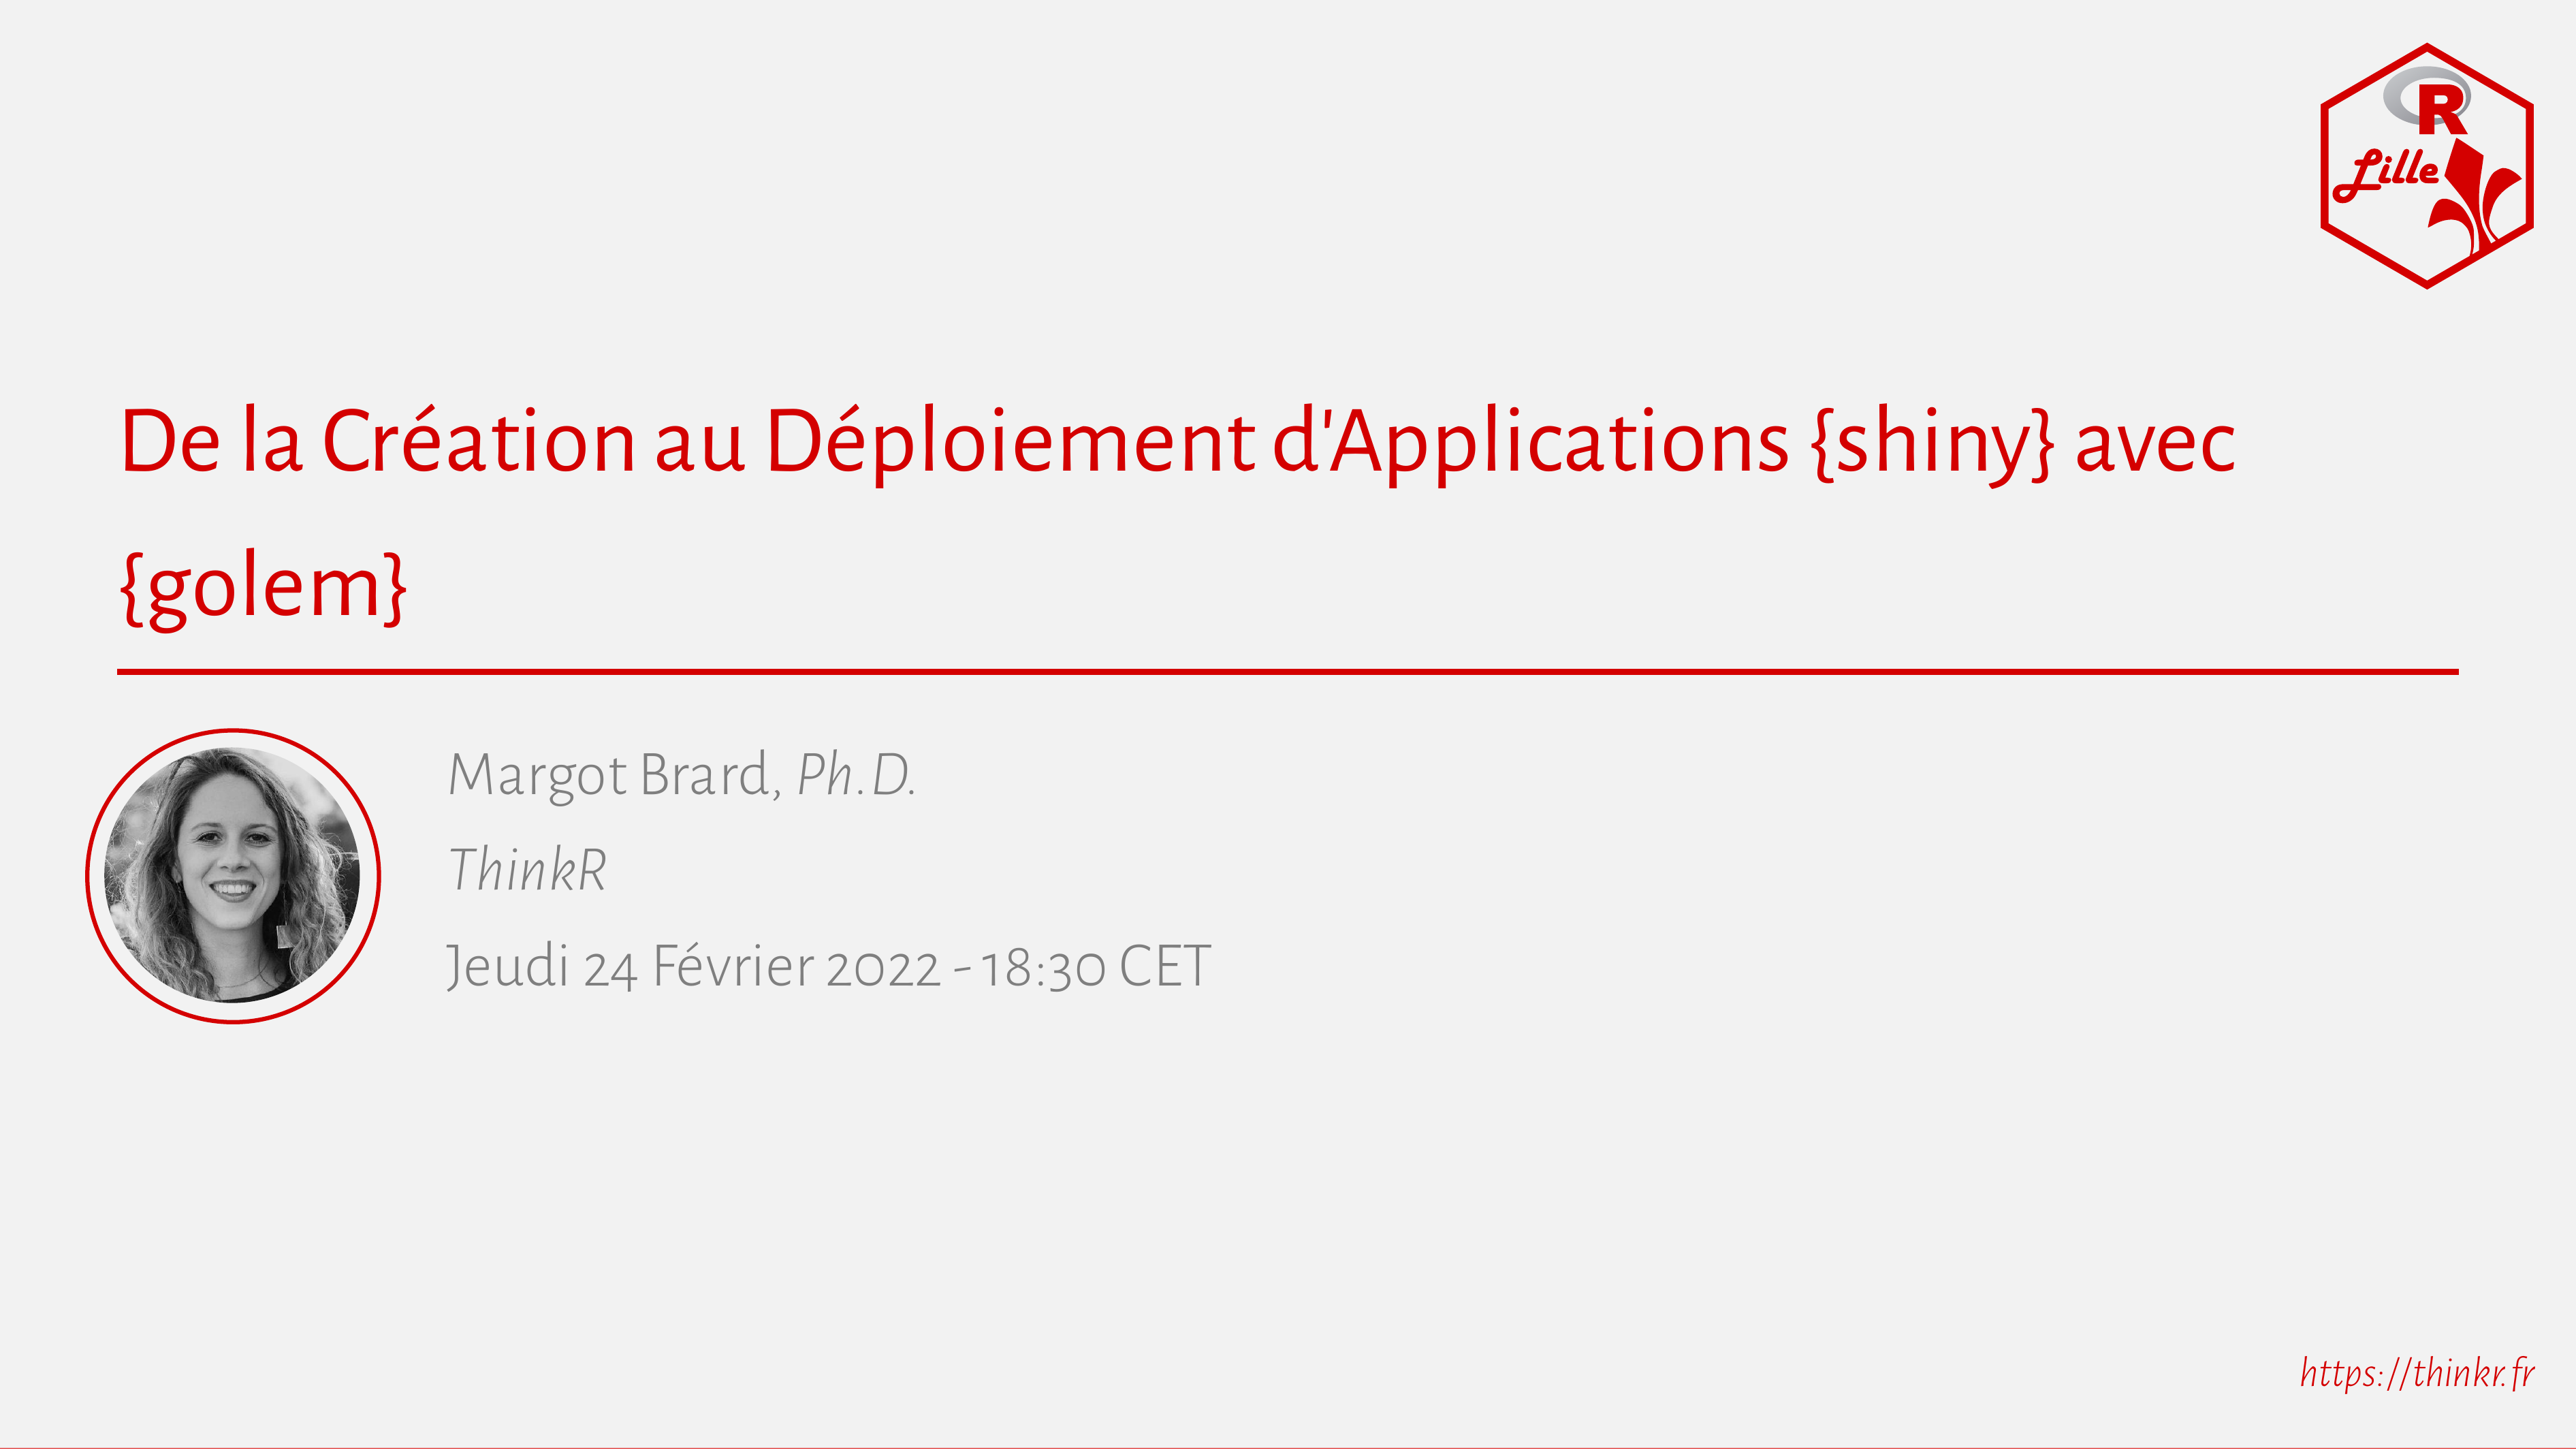 R
Lille
De la Création au Déploiement d'Applications {shiny} avec
{golem}
Margot Brard, Ph.D.
ThinkR
Jeudi 24 Février 2022 - 18:30 CET
https://thinkr.fr